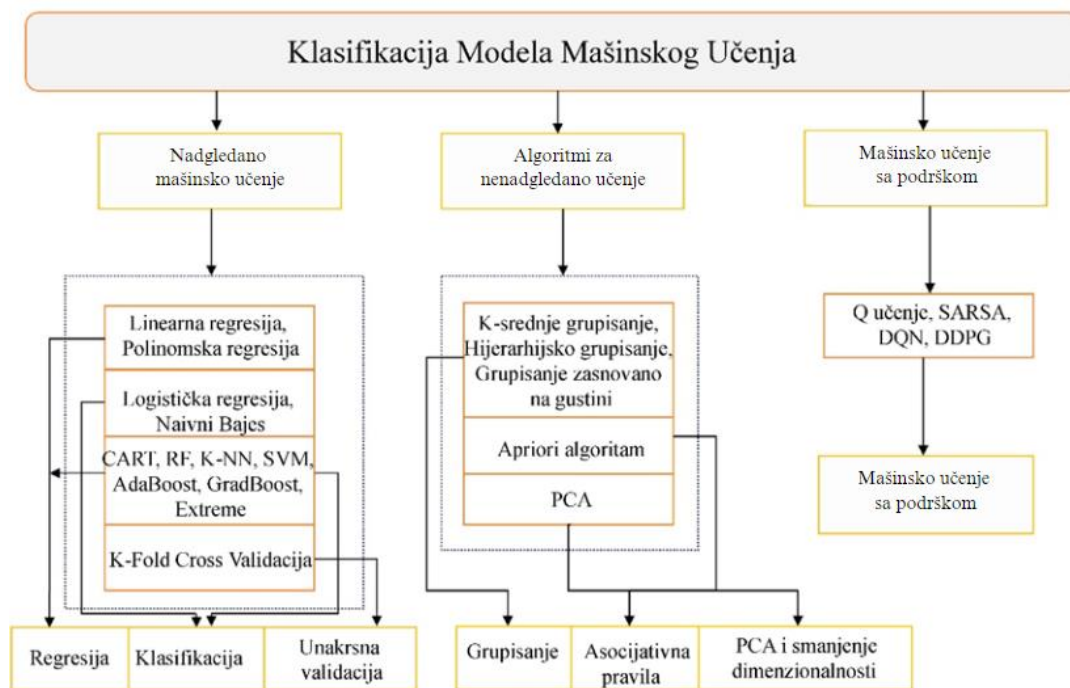 Klasifikacija Modela Mašinskog Učenja
Nadgledano
mašinsko učenje
Algoritmi za
nenadgledano učenje
Mašinsko učenje
sa podrškom
Linearna regresija,
Polinomska regresija
Logistička regresija,
Naivni Bajes
CART, RF, K-NN, SVM,
AdaBoost, GradBoost,
Extreme
K-Fold Cross Validacija
K-srednje grupisanje,
Hijerarhijsko grupisanje,
Grupisanje zasnovano
na gustini
Apriori algoritam
PCA
Q učenje, SARSA,
DQN, DDPG
Mašinsko učenje
sa podrškom
Regresija
Klasifikacija
Unakrsna
validacija
Grupisanje
Asocijativna
pravila
PCA i smanjenje
dimenzionalnosti